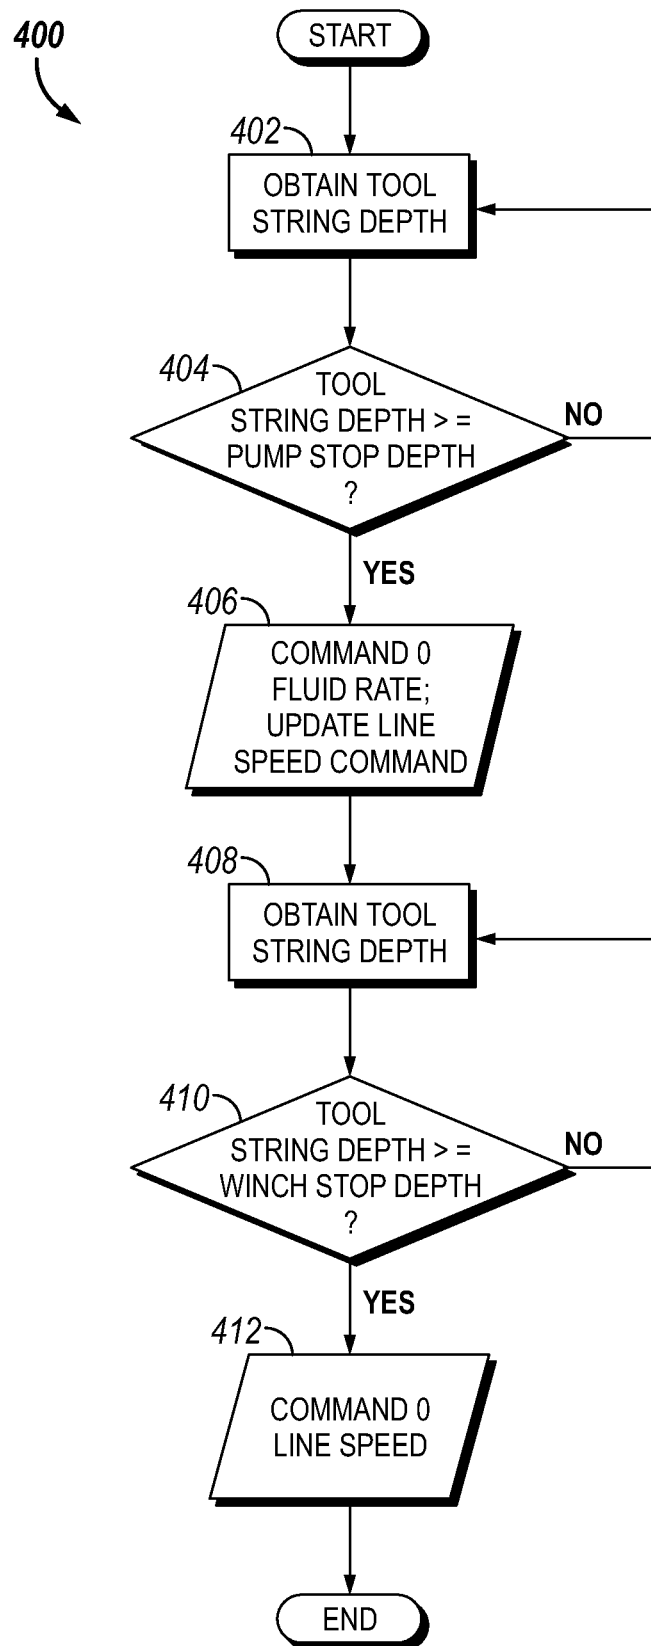 400
START
402
OBTAIN TOOL
STRING DEPTH
404
TOOL
STRING DEPTH > =
PUMP STOP DEPTH
?
NO
YES
406
COMMAND 0
FLUID RATE;
UPDATE LINE
SPEED COMMAND
408
OBTAIN TOOL
STRING DEPTH
410
TOOL
STRING DEPTH > =
WINCH STOP DEPTH
?
NO
YES
412
COMMAND 0
LINE SPEED
END